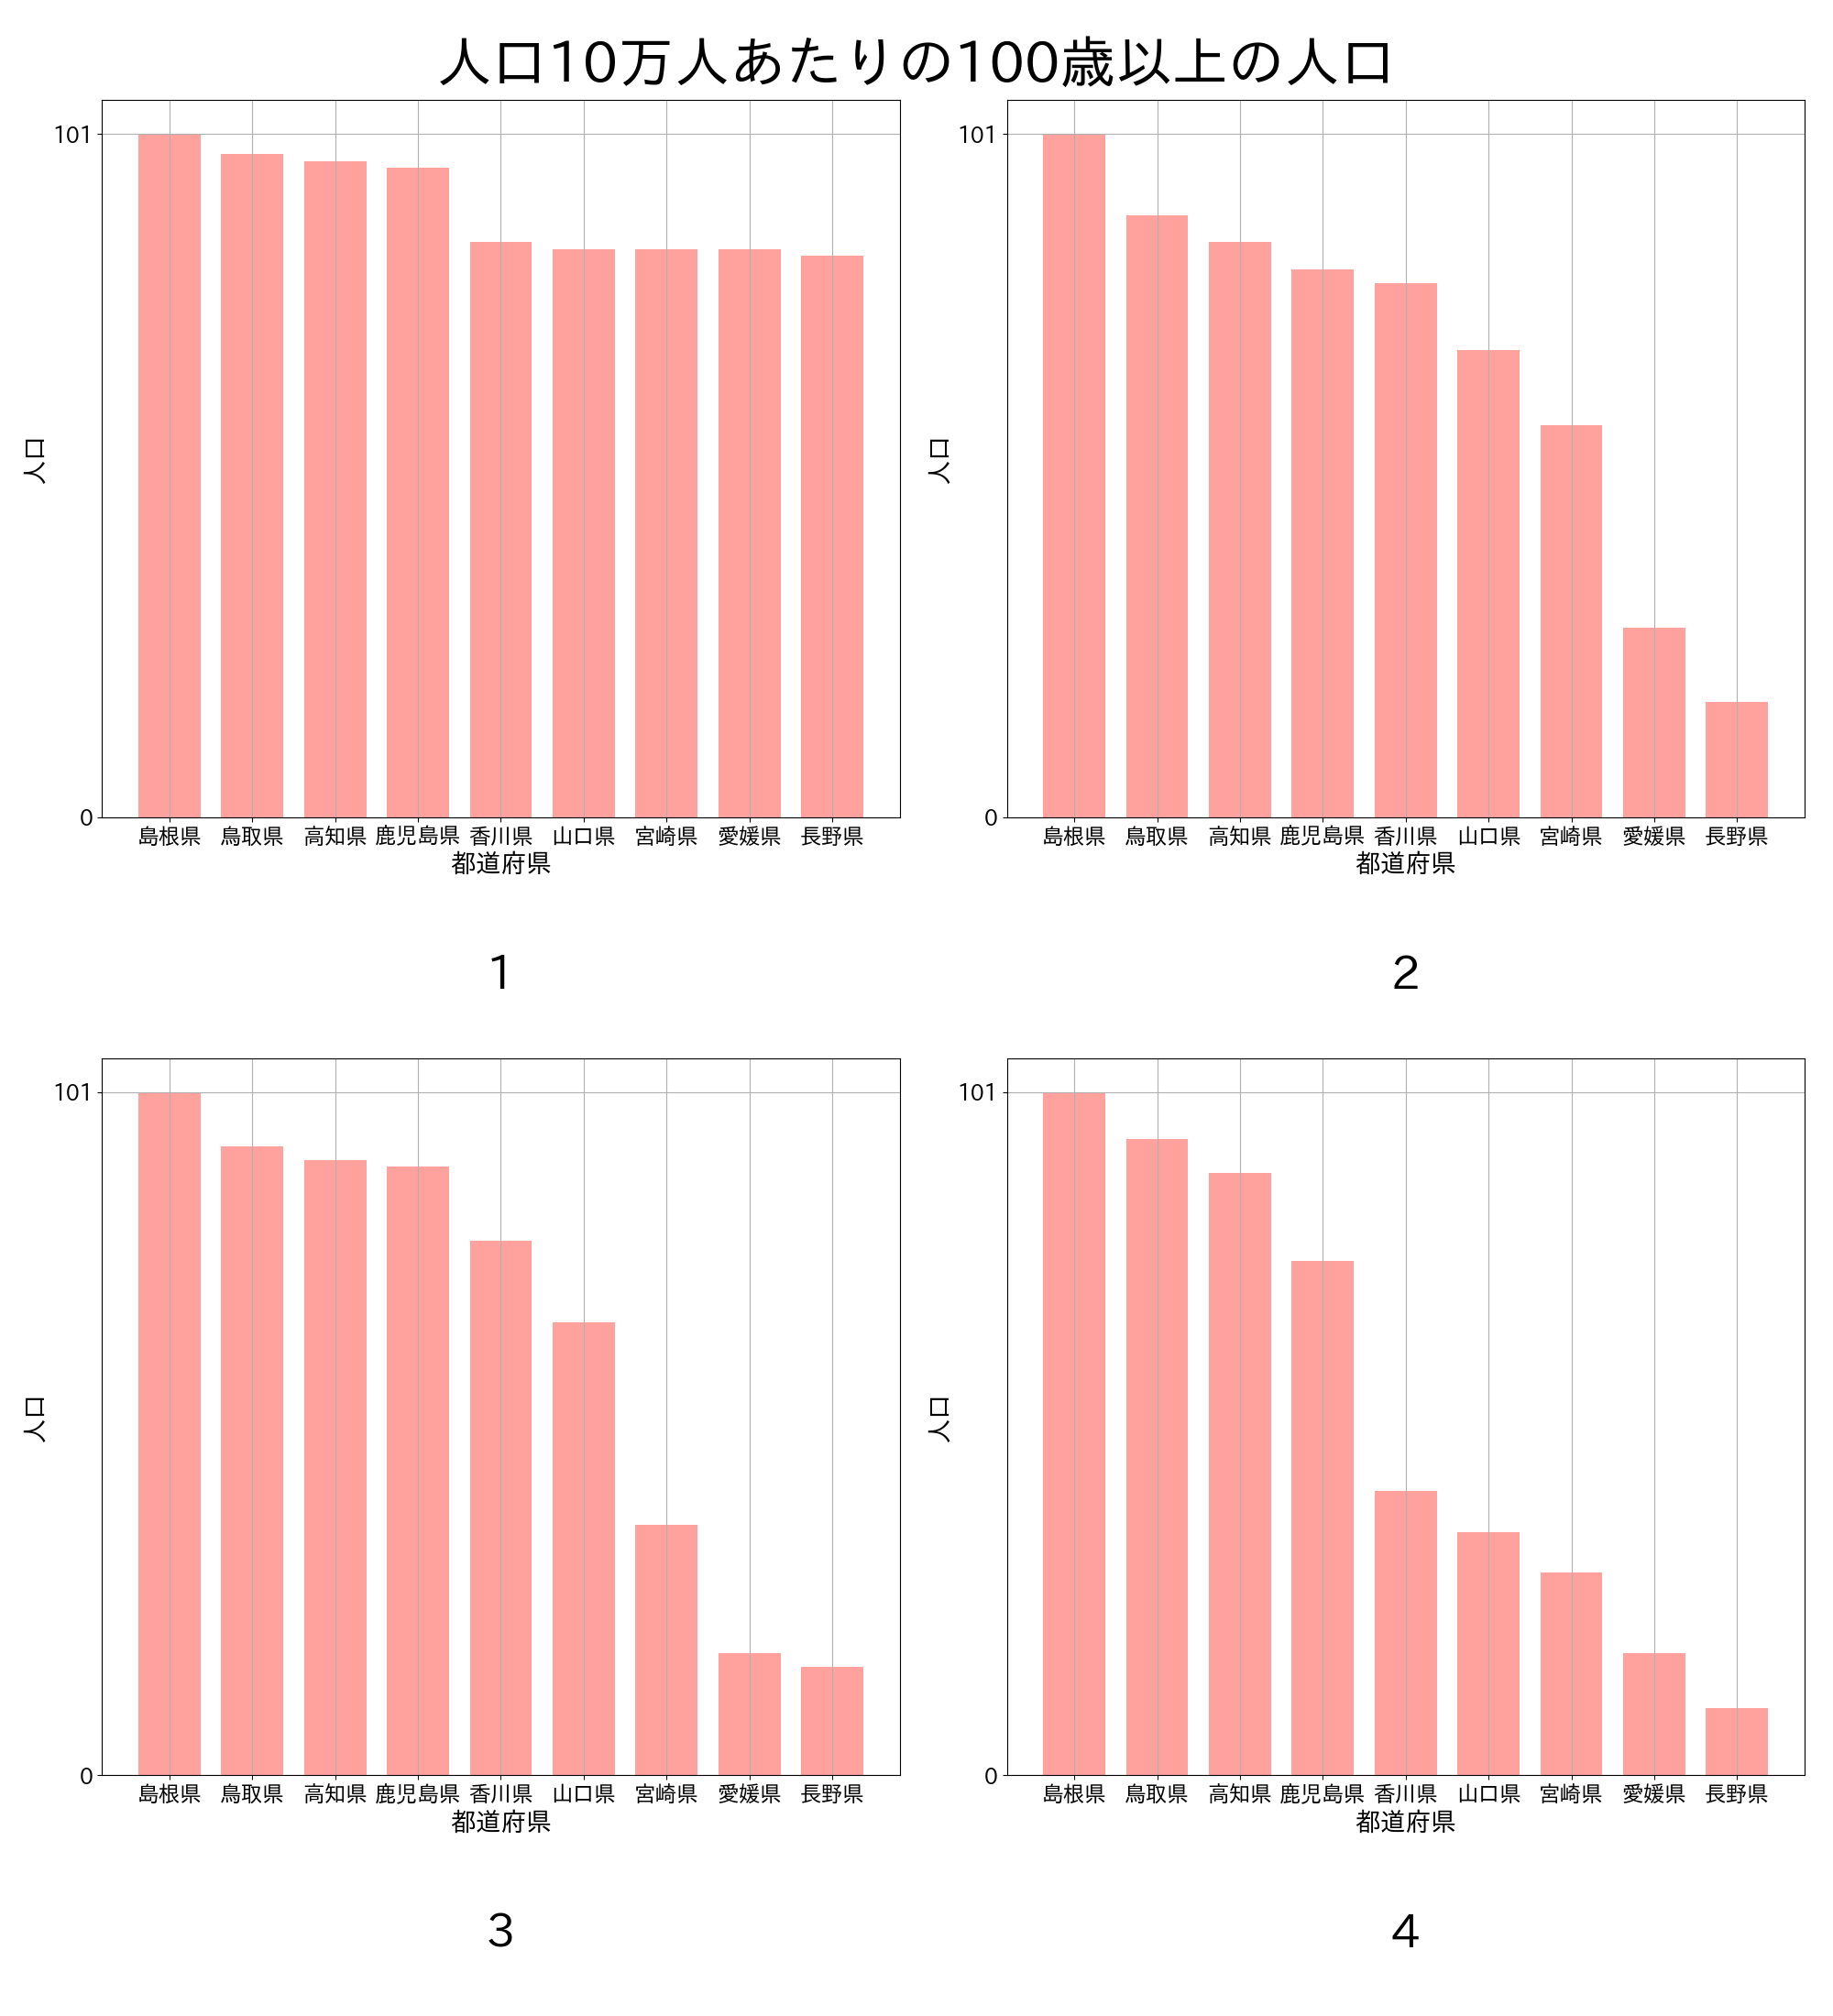 人口10万人あたりの100歳以上の人口
人口
101
0
島根県 鳥取県 高知県 鹿児島県 香川県 山口県 宮崎県 愛媛県 長野県
都道府県
1
人口
101
0
島根県 鳥取県 高知県 鹿児島県 香川県 山口県 宮崎県 愛媛県 長野県
都道府県
2
人口
101
0
島根県 鳥取県 高知県 鹿児島県 香川県 山口県 宮崎県 愛媛県 長野県
都道府県
3
人口
101
0
島根県 鳥取県 高知県 鹿児島県 香川県 山口県 宮崎県 愛媛県 長野県
都道府県
4